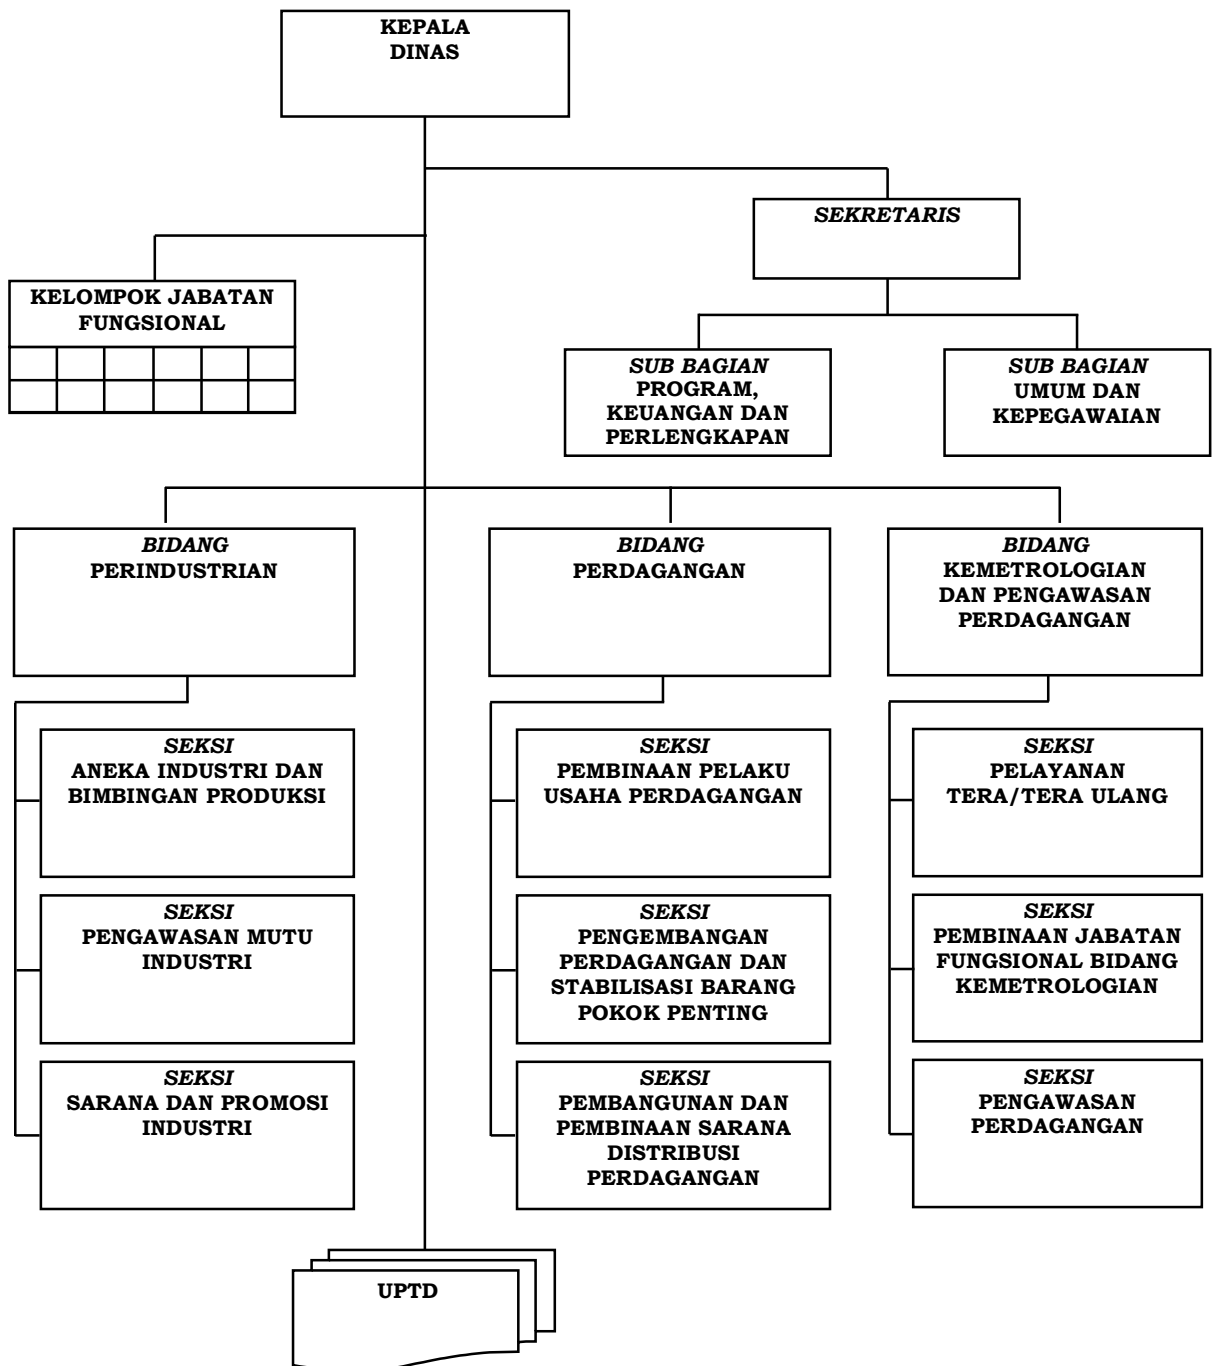 KEPALA
DINAS
SEKRETARIS
KELOMPOK JABATAN
FUNGSIONAL
SUB BAGIAN
PROGRAM,
KEUANGAN DAN
PERLENGKAPAN
SUB BAGIAN
UMUM DAN
KEPEGAWAIAN
BIDANG
PERINDUSTRIAN
BIDANG
PERDAGANGAN
BIDANG
KEMETROLOGIAN
DAN PENGAWASAN
PERDAGANGAN
SEKSI
ANEKA INDUSTRI DAN
BIMBINGAN PRODUKSI
SEKSI
PEMBINAAN PELAKU
USAHA PERDAGANGAN
SEKSI
PELAYANAN
TERA/TERA ULANG
SEKSI
PENGAWASAN MUTU
INDUSTRI
SEKSI
PENGEMBANGAN
PERDAGANGAN DAN
STABILISASI BARANG
POKOK PENTING
SEKSI
PEMBINAAN JABATAN
FUNGSIONAL BIDANG
KEMETROLOGIAN
SEKSI
SARANA DAN PROMOSI
INDUSTRI
SEKSI
PEMBANGUNAN DAN
PEMBINAAN SARANA
DISTRIBUSI
PERDAGANGAN
SEKSI
PENGAWASAN
PERDAGANGAN
UPTD